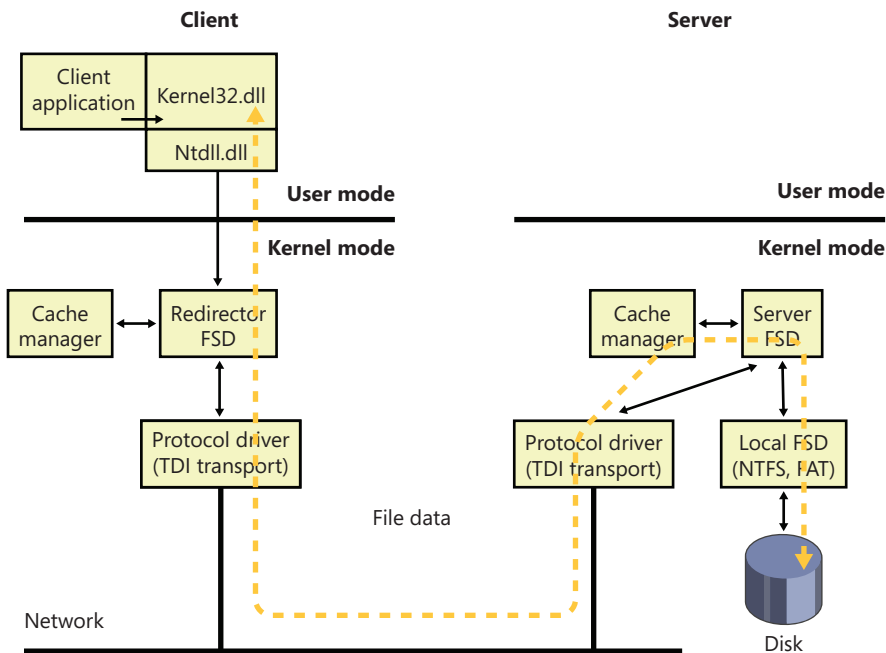 Client
Server
Client
application
Kernel32.dll
Ntdll.dll
User mode
User mode
Kernel mode
Kernel mode
Cache
manager
Redirector
FSD
Cache
manager
Server
FSD
Protocol driver
(TDI transport)
Protocol driver
(TDI transport)
Local FSD
(NTFS, FAT)
File data
Network
Disk